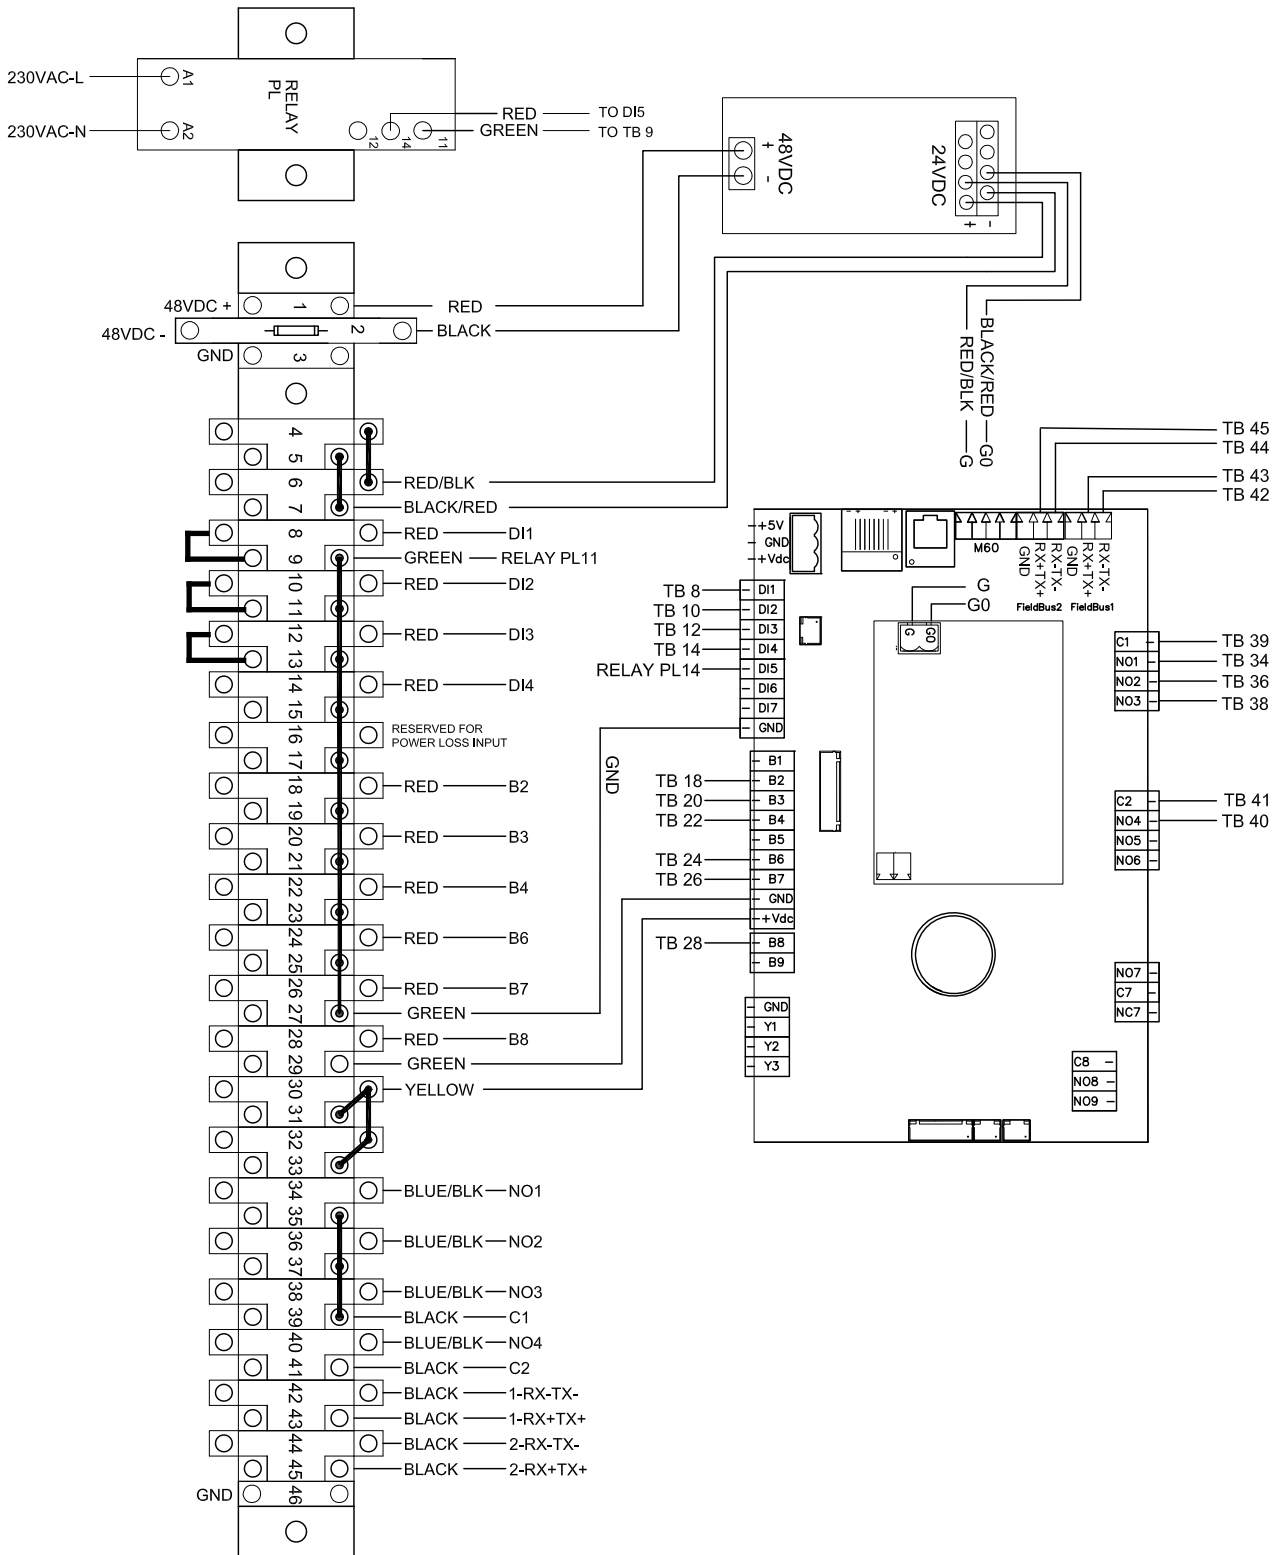 230VAC-L
A1
RELAY
PL
230VAC-N
A2
12
14
11
RED TO DI5
GREEN TO TB 9
48VDC
+
-
24VDC
+
-
48VDC + 1 RED
48VDC - 2 BLACK
GND 3
BLACK/RED G0
RED/BLK G
4
5
6 RED/BLK
7 BLACK/RED
8 RED DI1
9 GREEN RELAY PL11
10 RED DI2
11
12 RED DI3
13
14 RED DI4
15
16 RESERVED FOR
POWER LOSS INPUT
17
18 RED B2
19
20 RED B3
21
22 RED B4
23
24 RED B6
25
26 RED B7
27 GREEN
28 RED B8
29 GREEN
30 YELLOW
31
32
33
34 BLUE/BLK NO1
35
36 BLUE/BLK NO2
37
38 BLUE/BLK NO3
39 BLACK C1
40 BLUE/BLK NO4
41 BLACK C2
42 BLACK 1-RX-TX-
43 BLACK 1-RX+TX+
44 BLACK 2-RX-TX-
45 BLACK 2-RX+TX+
GND 46
GND
TB 45
TB 44
TB 43
TB 42
+5V
GND
+Vdc
M60
GND
RX+TX+
RX-TX-
GND
RX+TX+
RX-TX-
FieldBus2 FieldBus1
G
G0
G G0
TB 8 DI1
TB 10 DI2
TB 12 DI3
TB 14 DI4
RELAY PL14 DI5
DI6
DI7
GND
B1
TB 18 B2
TB 20 B3
TB 22 B4
B5
TB 24 B6
TB 26 B7
GND
+Vdc
TB 28 B8
B9
GND
Y1
Y2
Y3
C1 TB 39
NO1 TB 34
NO2 TB 36
NO3 TB 38
C2 TB 41
NO4 TB 40
NO5
NO6
NO7
C7
NC7
C8
NO8
NO9